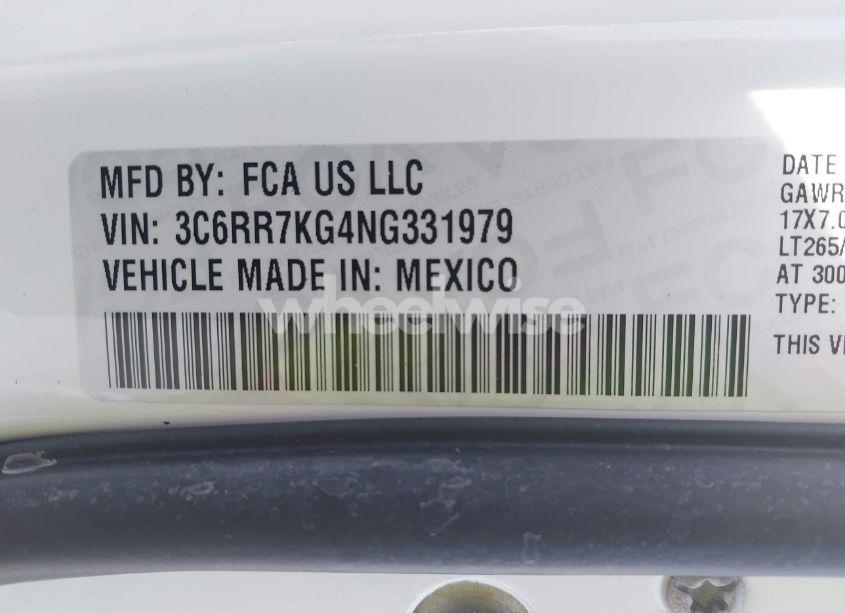 MFD BY: FCA US LLC
VIN: 3C6RR7KG4NG331979
VEHICLE MADE IN: MEXICO
wheelwise
DATE
GAWR
17X7.0
LT265/
AT 300
TYPE:
THIS